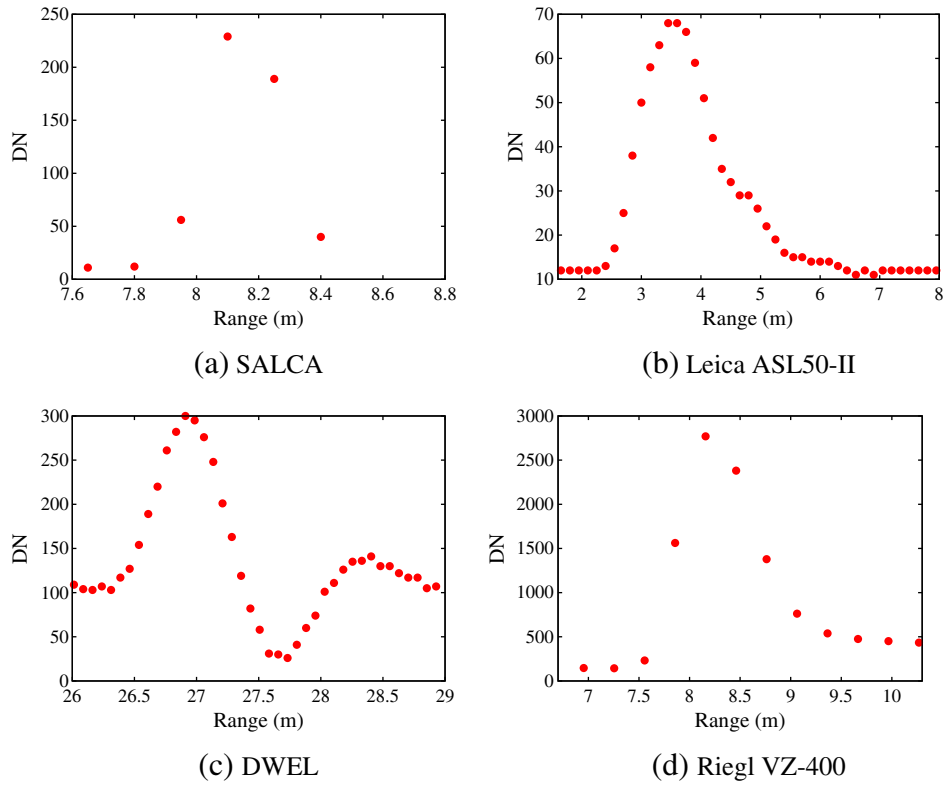 250
200
150
100
50
0
DN
7.6 7.8 8 8.2 8.4 8.6 8.8
Range (m)
(a) SALCA
70
60
50
40
30
20
10
DN
2 3 4 5 6 7 8
Range (m)
(b) Leica ASL50-II
300
250
200
150
100
50
0
DN
26 26.5 27 27.5 28 28.5 29
Range (m)
(c) DWEL
3000
2500
2000
1500
1000
500
0
DN
7 7.5 8 8.5 9 9.5 10
Range (m)
(d) Riegl VZ-400